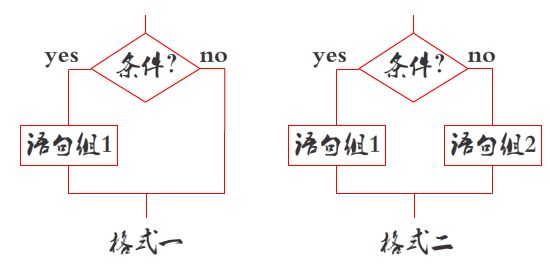 yes
条件?
no
语句组1
格式一
yes
条件?
no
语句组1
语句组2
格式二